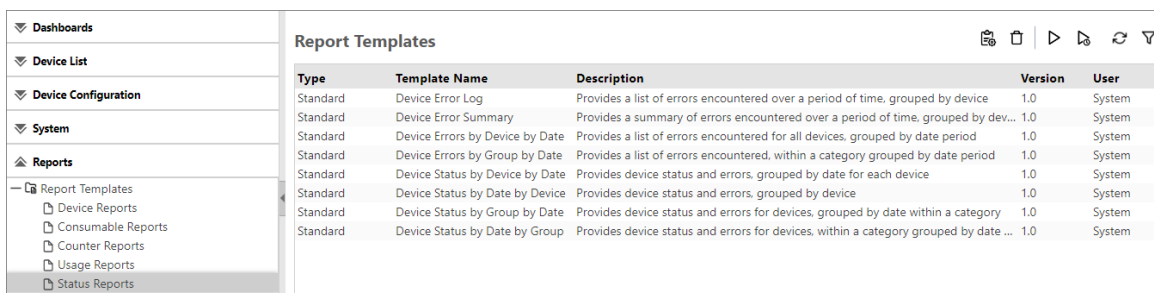 Dashboards
Device List
Device Configuration
System
Reports
Report Templates
Device Reports
Consumable Reports
Counter Reports
Usage Reports
Status Reports
Report Templates
Type Template Name Description Version User
Standard Device Error Log Provides a list of errors encountered over a period of time, grouped by device 1.0 System
Standard Device Error Summary Provides a summary of errors encountered over a period of time, grouped by dev... 1.0 System
Standard Device Errors by Device by Date Provides a list of errors encountered for all devices, grouped by date period 1.0 System
Standard Device Errors by Group by Date Provides a list of errors encountered, within a category grouped by date period 1.0 System
Standard Device Status by Device by Date Provides device status and errors, grouped by date for each device 1.0 System
Standard Device Status by Date by Device Provides device status and errors, grouped by device 1.0 System
Standard Device Status by Group by Date Provides device status and errors for devices, grouped by date within a category 1.0 System
Standard Device Status by Date by Group Provides device status and errors for devices, within a category grouped by date ... 1.0 System